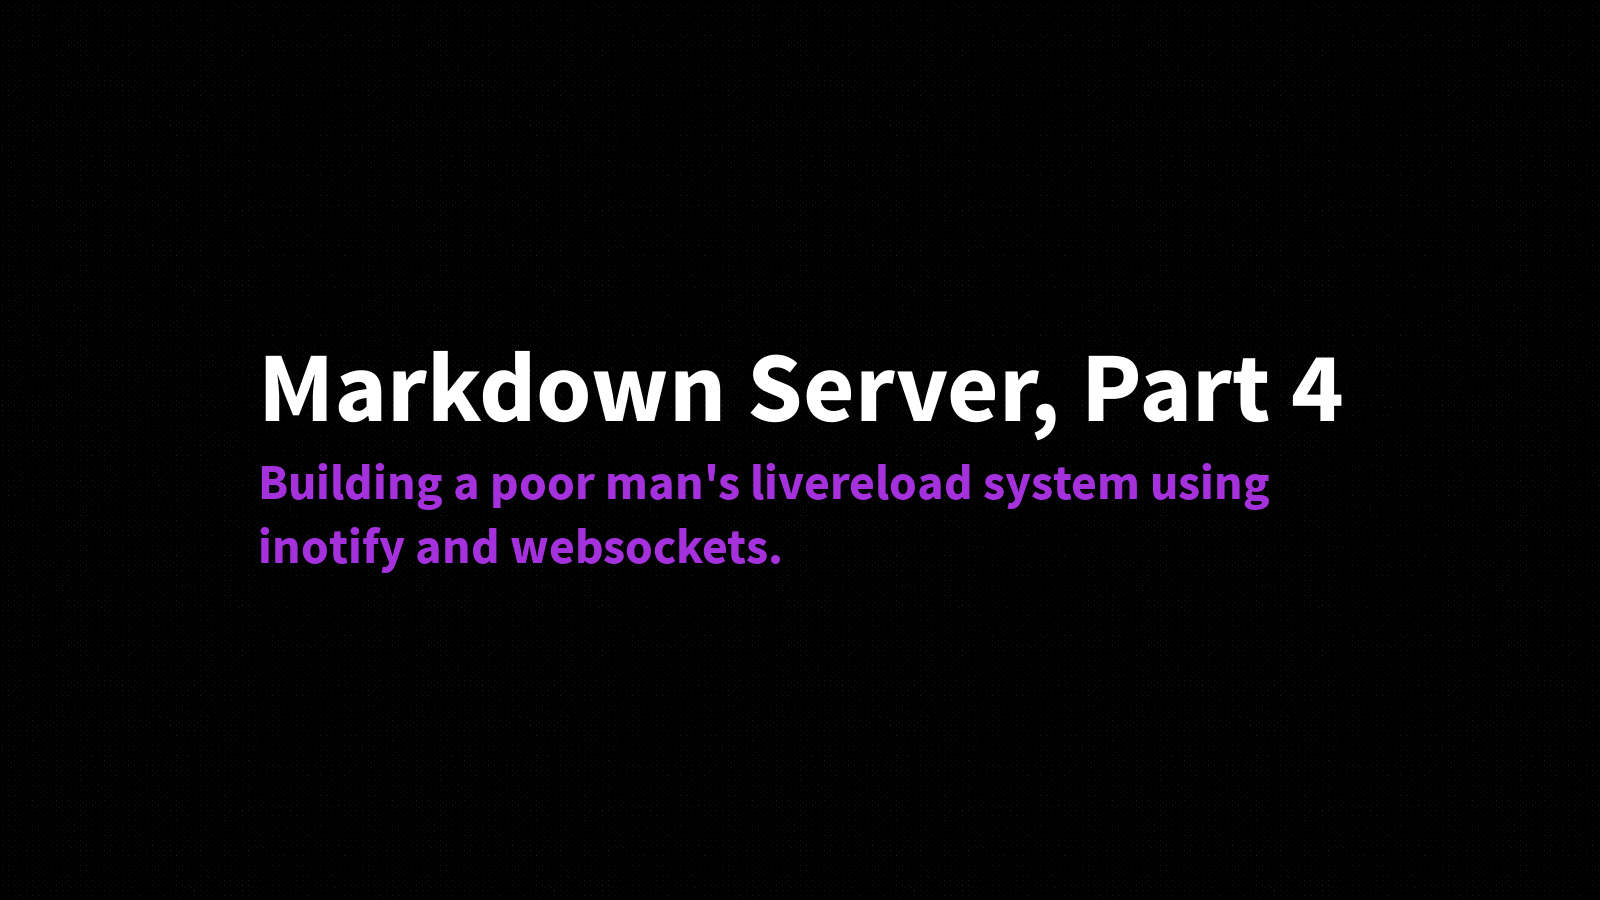 Markdown Server, Part 4
Building a poor man's livereload system using
inotify and websockets.